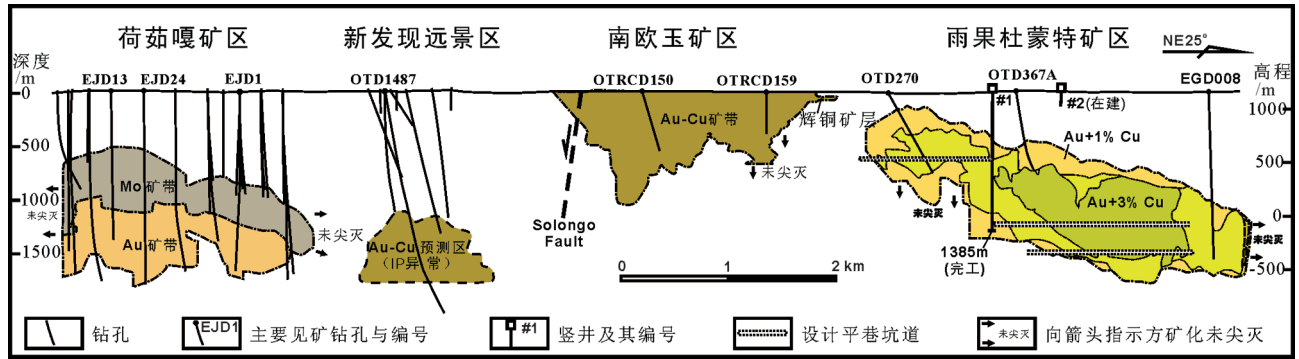 荷茹嘎矿区
新发现远景区
南欧玉矿区
雨果杜蒙特矿区
NE25°
深度
/m
EJD13
EJD24
EJD1
OTD1487
OTRCD150
OTRCD159
OTD270
OTD367A
EGD008
高程
/m
0
500
1000
1500
#1
#2(在建)
1000
500
0
-500
Au-Cu矿带
辉铜矿层
Au+1% Cu
未尖灭
Mo矿带
未尖灭
未尖灭
Au矿带
Au-Cu预测区
(IP异常)
Solongo
Fault
未尖灭
Au+3% Cu
未尖灭
1385m
(完工)
0
1
2 km
钻孔
EJD1
主要见矿钻孔与编号
#1
竖井及其编号
设计平巷坑道
未尖灭
向箭头指示方矿化未尖灭